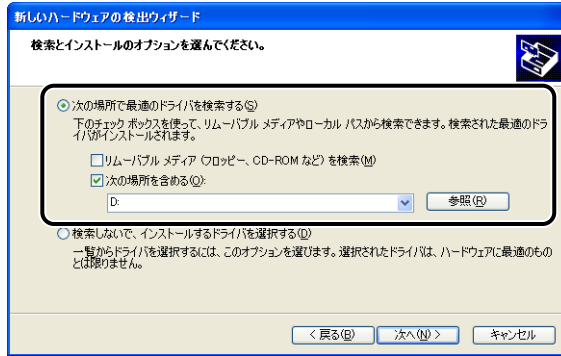 新しいハードウェアの検出ウィザード
検索とインストールのオプションを選んでください。
次の場所で最適のドライバを検索する(S)
下のチェック ボックスを使って、リムーバブル メディアやローカル パスから検索できます。検索された最適のドラ
イバがインストールされます。
リムーバブル メディア (フロッピー、CD-ROM など) を検索(M)
次の場所を含める(O):
D:
参照(R)
検索しないで、インストールするドライバを選択する(D)
一覧からドライバを選択するには、このオプションを選びます。選択されたドライバは、ハードウェアに最適のもの
とは限りません。
< 戻る(B)
次へ(N) >
キャンセル